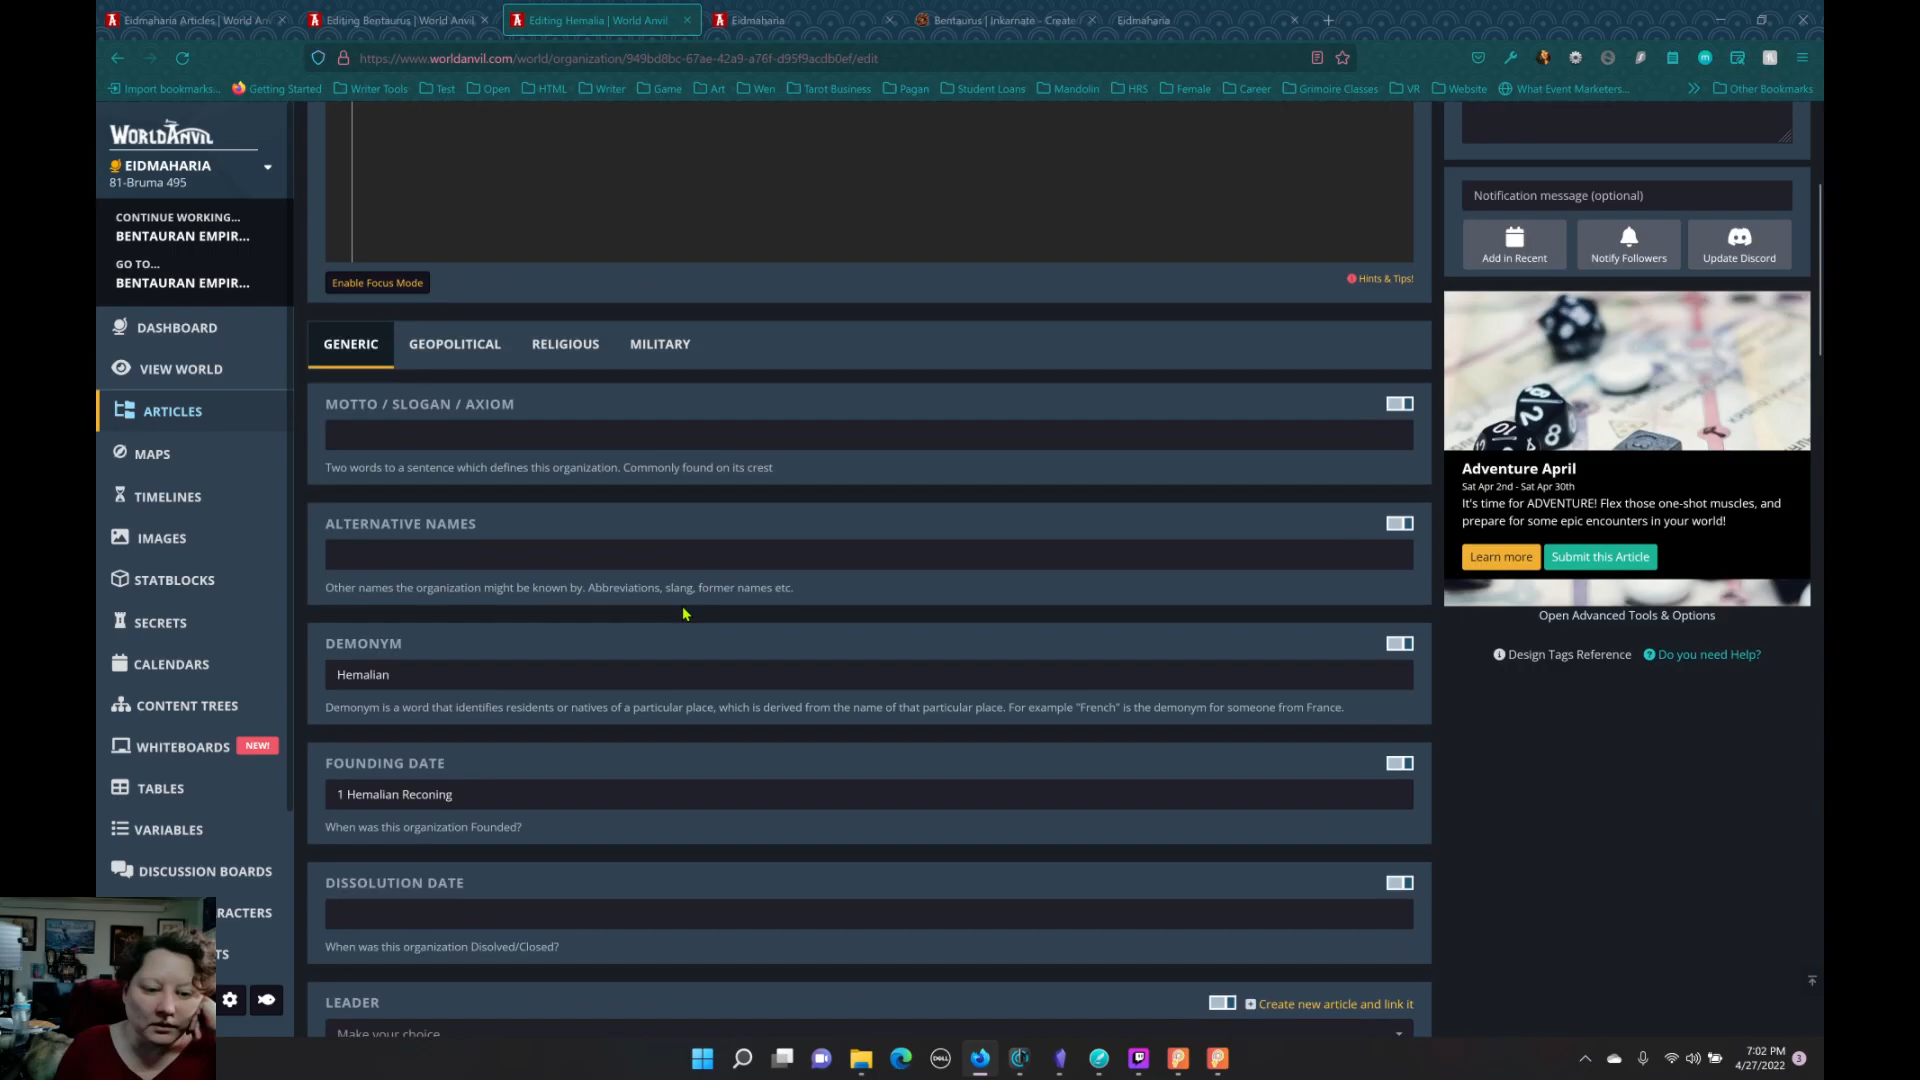 Eidmaharia Articles | World An
Editing Bentaurus | World Anvil
Editing Hemalia | World Anvil
Eidmaharia
Bentaurus | Inkarnate - Create
Eidmaharia
https://www.worldanvil.com/world/organization/949bd8bc-67ae-42a9-a76f-d95f9acdb0ef/edit
Import bookmarks...
Getting Started
Writer Tools
Test
Open
HTML
Writer
Game
Art
Wen
Tarot Business
Pagan
Student Loans
Mandolin
HRS
Female
Career
Grimoire Classes
VR
Website
What Event Marketers...
Other Bookmarks
WORLDANVIL
EIDMAHARIA
81-Bruma 495
CONTINUE WORKING...
BENTAURAN EMPIR...
GO TO...
BENTAURAN EMPIR...
DASHBOARD
VIEW WORLD
ARTICLES
MAPS
TIMELINES
IMAGES
STATBLOCKS
SECRETS
CALENDARS
CONTENT TREES
WHITEBOARDS NEW!
TABLES
VARIABLES
DISCUSSION BOARDS
RACTERS
TS
Enable Focus Mode
Hints & Tips!
GENERIC
GEOPOLITICAL
RELIGIOUS
MILITARY
MOTTO / SLOGAN / AXIOM
Two words to a sentence which defines this organization. Commonly found on its crest
ALTERNATIVE NAMES
Other names the organization might be known by. Abbreviations, slang, former names etc.
DEMONYM
Hemalian
Demonym is a word that identifies residents or natives of a particular place, which is derived from the name of that particular place. For example "French" is the demonym for someone from France.
FOUNDING DATE
1 Hemalian Reconing
When was this organization Founded?
DISSOLUTION DATE
When was this organization Disolved/Closed?
LEADER
Create new article and link it
Make your choice
Notification message (optional)
Add in Recent
Notify Followers
Update Discord
Adventure April
Sat Apr 2nd - Sat Apr 30th
It's time for ADVENTURE! Flex those one-shot muscles, and
prepare for some epic encounters in your world!
Learn more
Submit this Article
Open Advanced Tools & Options
Design Tags Reference
Do you need Help?
DELL
7:02 PM
4/27/2022
3